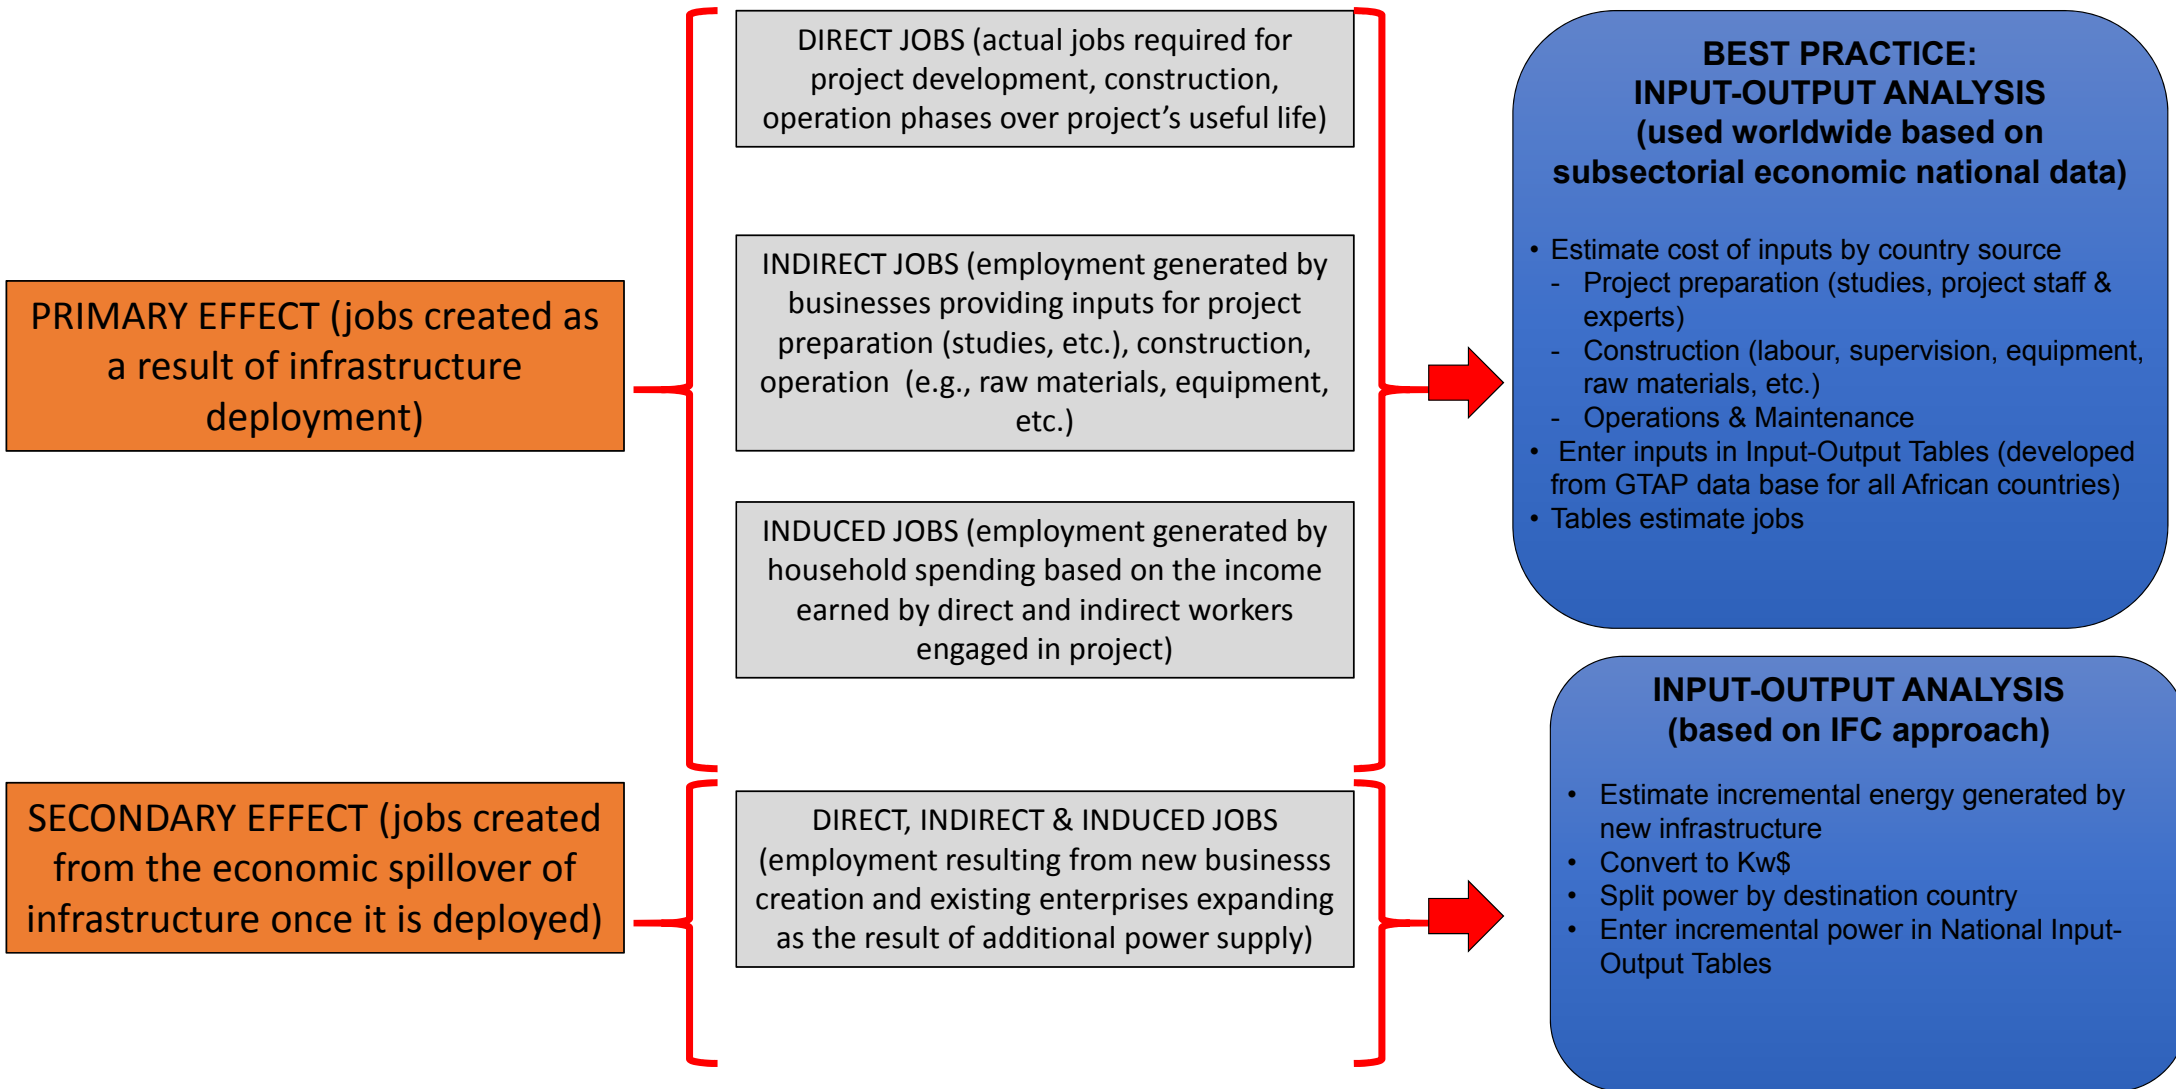 PRIMARY EFFECT (jobs created as
a result of infrastructure
deployment)
DIRECT JOBS (actual jobs required for
project development, construction,
operation phases over project’s useful life)
INDIRECT JOBS (employment generated by
businesses providing inputs for project
preparation (studies, etc.), construction,
operation  (e.g., raw materials, equipment,
etc.)
INDUCED JOBS (employment generated by
household spending based on the income
earned by direct and indirect workers
engaged in project)
BEST PRACTICE:
INPUT-OUTPUT ANALYSIS
(used worldwide based on
subsectorial economic national data)
• Estimate cost of inputs by country source
- Project preparation (studies, project staff &
experts)
- Construction (labour, supervision, equipment,
raw materials, etc.)
- Operations & Maintenance
• Enter inputs in Input-Output Tables (developed
from GTAP data base for all African countries)
• Tables estimate jobs
SECONDARY EFFECT (jobs created
from the economic spillover of
infrastructure once it is deployed)
DIRECT, INDIRECT & INDUCED JOBS
(employment resulting from new businesss
creation and existing enterprises expanding
as the result of additional power supply)
INPUT-OUTPUT ANALYSIS
(based on IFC approach)
• Estimate incremental energy generated by
new infrastructure
• Convert to Kw$
• Split power by destination country
• Enter incremental power in National Input-
Output Tables